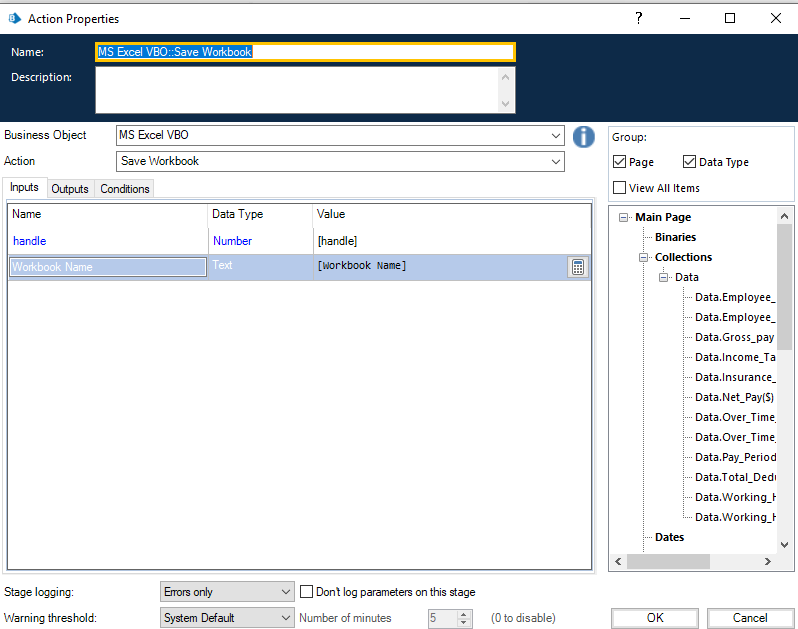 Action Properties
?
Name:
MS Excel VBO::Save Workbook
Description:
Business Object
MS Excel VBO
Action
Save Workbook
Inputs
Outputs
Conditions
Name
Data Type
Value
handle
Number
[handle]
Workbook Name
Text
[Workbook Name]
Group:
Page
Data Type
View All Items
Main Page
Binaries
Collections
Data
Data.Employee_
Data.Employee_
Data.Gross_pay
Data.Income_Ta
Data.Insurance_
Data.Net_Pay($)
Data.Over_Time_
Data.Over_Time_
Data.Pay_Period
Data.Total_Dedu
Data.Working_H
Data.Working_H
Dates
Stage logging:
Errors only
Don't log parameters on this stage
Warning threshold:
System Default
Number of minutes
5
(0 to disable)
OK
Cancel